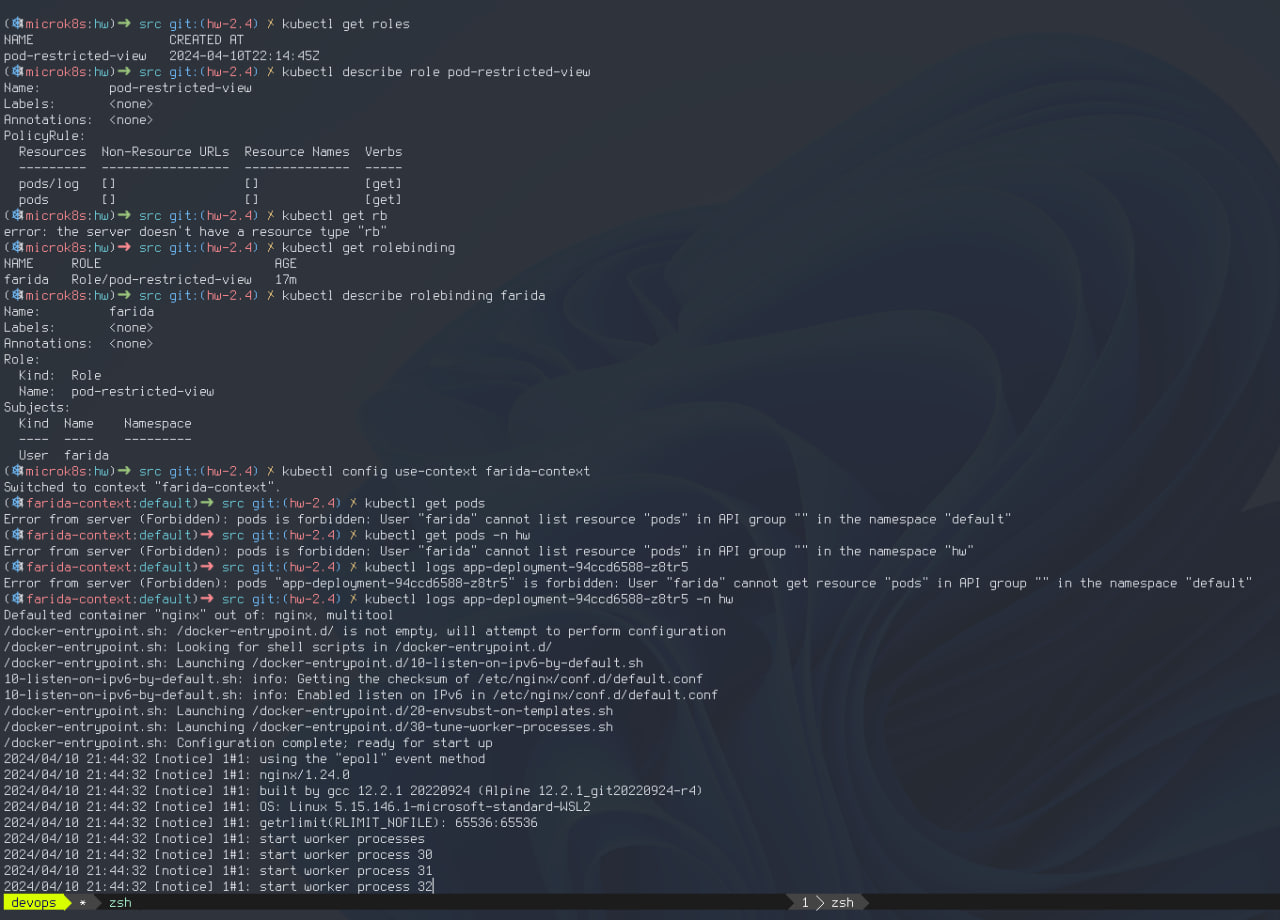 (⎈microk8s:hw)➜ src git:(hw-2.4) ✗ kubectl get roles
NAME                  CREATED AT
pod-restricted-view   2024-04-10T22:14:45Z
(⎈microk8s:hw)➜ src git:(hw-2.4) ✗ kubectl describe role pod-restricted-view
Name:         pod-restricted-view
Labels:       <none>
Annotations:  <none>
PolicyRule:
  Resources  Non-Resource URLs  Resource Names  Verbs
  ---------  -----------------  --------------  -----
  pods/log   []                 []              [get]
  pods       []                 []              [get]
(⎈microk8s:hw)➜ src git:(hw-2.4) ✗ kubectl get rb
error: the server doesn't have a resource type "rb"
(⎈microk8s:hw)➜ src git:(hw-2.4) ✗ kubectl get rolebinding
NAME     ROLE                       AGE
farida   Role/pod-restricted-view   17m
(⎈microk8s:hw)➜ src git:(hw-2.4) ✗ kubectl describe rolebinding farida
Name:         farida
Labels:       <none>
Annotations:  <none>
Role:
  Kind:  Role
  Name:  pod-restricted-view
Subjects:
  Kind  Name    Namespace
  ----  ----    ---------
  User  farida
(⎈microk8s:hw)➜ src git:(hw-2.4) ✗ kubectl config use-context farida-context
Switched to context "farida-context".
(⎈farida-context:default)➜ src git:(hw-2.4) ✗ kubectl get pods
Error from server (Forbidden): pods is forbidden: User "farida" cannot list resource "pods" in API group "" in the namespace "default"
(⎈farida-context:default)➜ src git:(hw-2.4) ✗ kubectl get pods -n hw
Error from server (Forbidden): pods is forbidden: User "farida" cannot list resource "pods" in API group "" in the namespace "hw"
(⎈farida-context:default)➜ src git:(hw-2.4) ✗ kubectl logs app-deployment-94ccd6588-z8tr5
Error from server (Forbidden): pods "app-deployment-94ccd6588-z8tr5" is forbidden: User "farida" cannot get resource "pods" in API group "" in the namespace "default"
(⎈farida-context:default)➜ src git:(hw-2.4) ✗ kubectl logs app-deployment-94ccd6588-z8tr5 -n hw
Defaulted container "nginx" out of: nginx, multitool
/docker-entrypoint.sh: /docker-entrypoint.d/ is not empty, will attempt to perform configuration
/docker-entrypoint.sh: Looking for shell scripts in /docker-entrypoint.d/
/docker-entrypoint.sh: Launching /docker-entrypoint.d/10-listen-on-ipv6-by-default.sh
10-listen-on-ipv6-by-default.sh: info: Getting the checksum of /etc/nginx/conf.d/default.conf
10-listen-on-ipv6-by-default.sh: info: Enabled listen on IPv6 in /etc/nginx/conf.d/default.conf
/docker-entrypoint.sh: Launching /docker-entrypoint.d/20-envsubst-on-templates.sh
/docker-entrypoint.sh: Launching /docker-entrypoint.d/30-tune-worker-processes.sh
/docker-entrypoint.sh: Configuration complete; ready for start up
2024/04/10 21:44:32 [notice] 1#1: using the "epoll" event method
2024/04/10 21:44:32 [notice] 1#1: nginx/1.24.0
2024/04/10 21:44:32 [notice] 1#1: built by gcc 12.2.1 20220924 (Alpine 12.2.1_git20220924-r4)
2024/04/10 21:44:32 [notice] 1#1: OS: Linux 5.15.146.1-microsoft-standard-WSL2
2024/04/10 21:44:32 [notice] 1#1: getrlimit(RLIMIT_NOFILE): 65536:65536
2024/04/10 21:44:32 [notice] 1#1: start worker processes
2024/04/10 21:44:32 [notice] 1#1: start worker process 30
2024/04/10 21:44:32 [notice] 1#1: start worker process 31
2024/04/10 21:44:32 [notice] 1#1: start worker process 32
devops * zsh 1 zsh